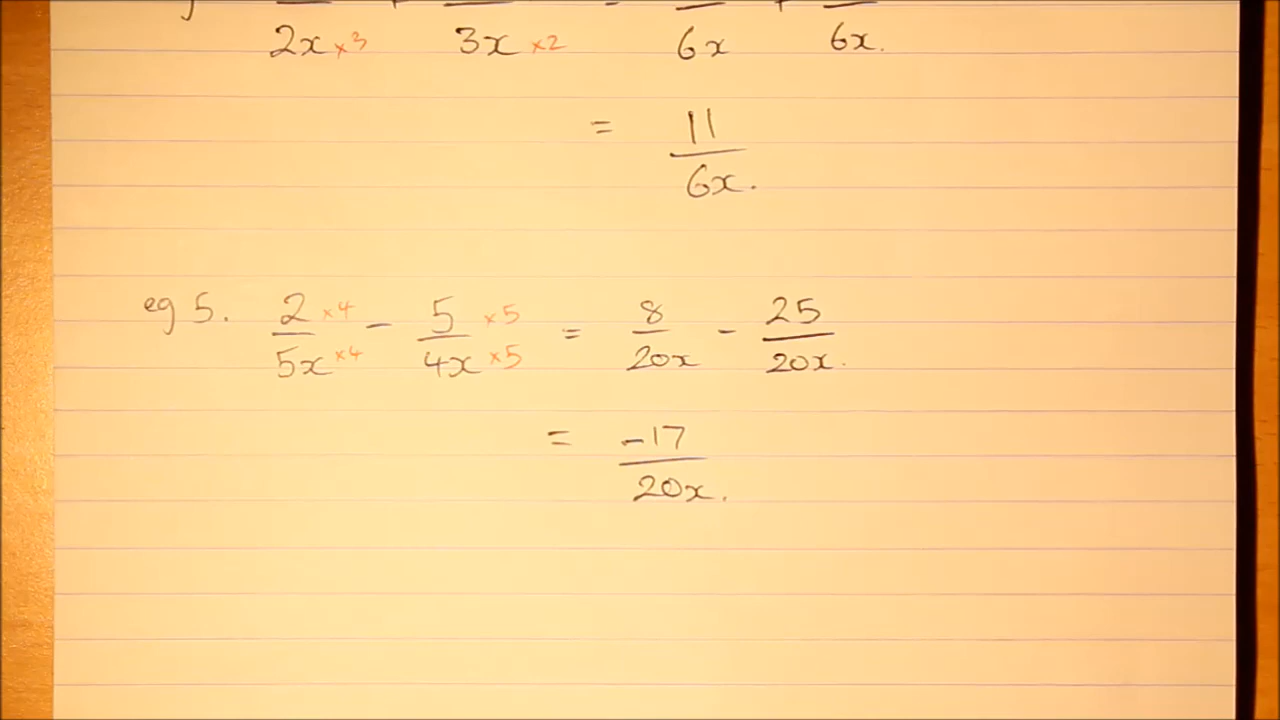 2x ×3 3x ×2 6x 6x.
= 11
6x.
eg 5. 2 ×4 - 5 ×5 = 8 - 25
5x ×4 4x ×5 20x 20x.
= -17
20x.